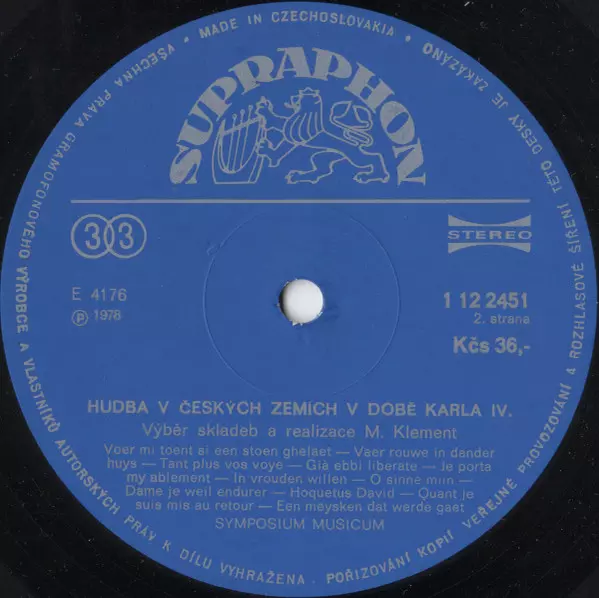 VŠECHNA PRÁVA GRAMOFONOVÉHO VÝROBCE A VLASTNÍKŮ AUTORSKÝCH PRÁV K DÍLU VYHRAŽENA. POŘIZOVÁNÍ KOPIÍ VEŘEJNÉ PROVOZOVÁNÍ A ROZHLASOVÉ ŠÍŘENÍ TÉTO DESKY JE ZAKÁZÁNO
• MADE IN CZECHOSLOVAKIA •
SUPRAPHON
33
STEREO
E 4176
℗ 1978
1 12 2451
2. strana
Kčs 36,-
HUDBA V ČESKÝCH ZEMÍCH V DOBĚ KARLA IV.
Výběr skladeb a realizace M. Klement
Voer mi toent si een stoen ghelaet — Vaer rouwe in dander
huys — Tant plus vos voye — Già ebbi liberate — Je porta
my ablement — In vrouden willen — O sinne miin —
Dame je weil endurer — Hoquetus David — Quant je
suis mis au retour — Een meysken dat werde gaet
SYMPOSIUM MUSICUM